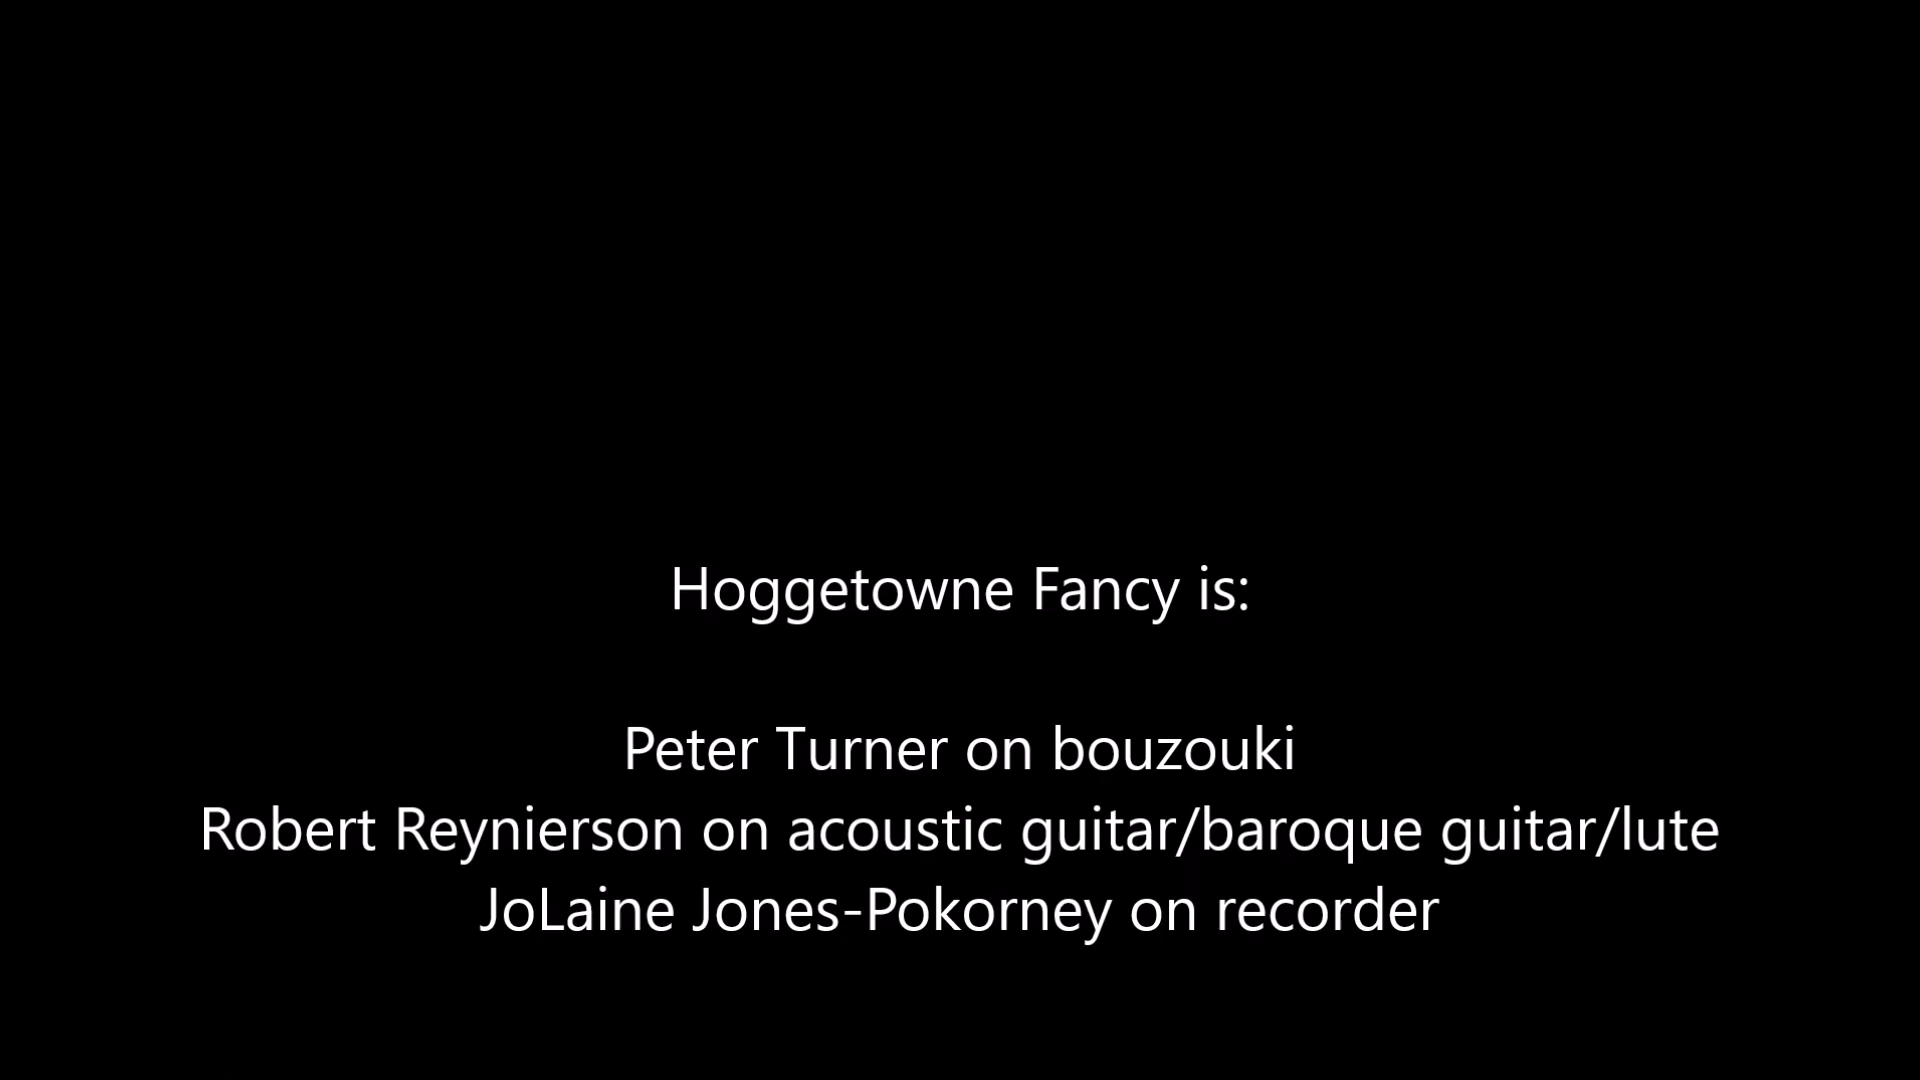 Hoggetowne Fancy is:
Peter Turner on bouzouki
Robert Reynierson on acoustic guitar/baroque guitar/lute
JoLaine Jones-Pokorney on recorder